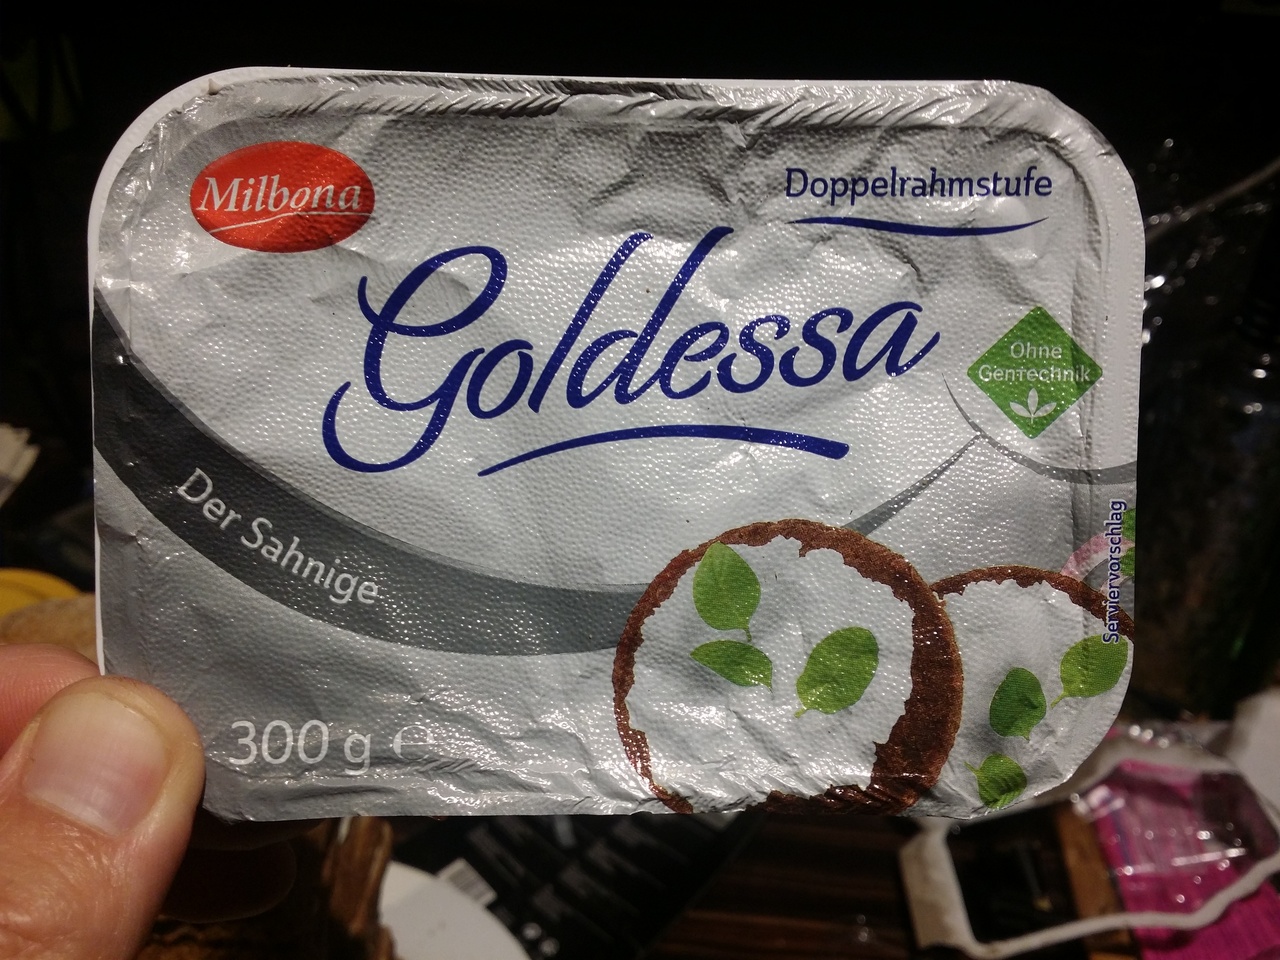 Milbona
Doppelrahmstufe
Goldessa
Ohne
Gentechnik
Der Sahnige
Serviervorschlag
300 g ℮